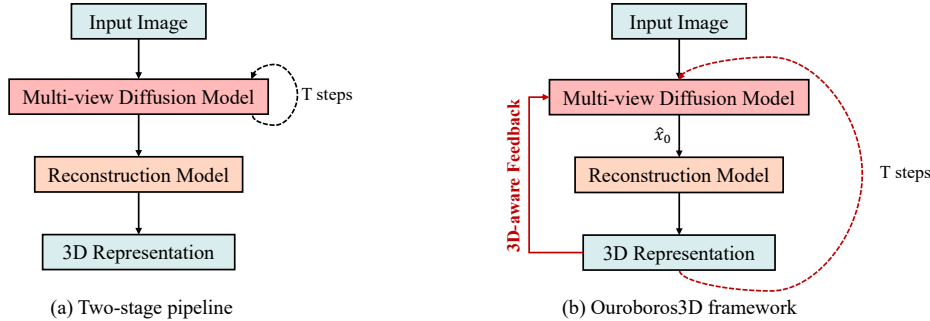 Input Image
Multi-view Diffusion Model
T steps
Reconstruction Model
3D Representation
(a) Two-stage pipeline
Input Image
Multi-view Diffusion Model
x̂₀
3D-aware Feedback
Reconstruction Model
T steps
3D Representation
(b) Ouroboros3D framework